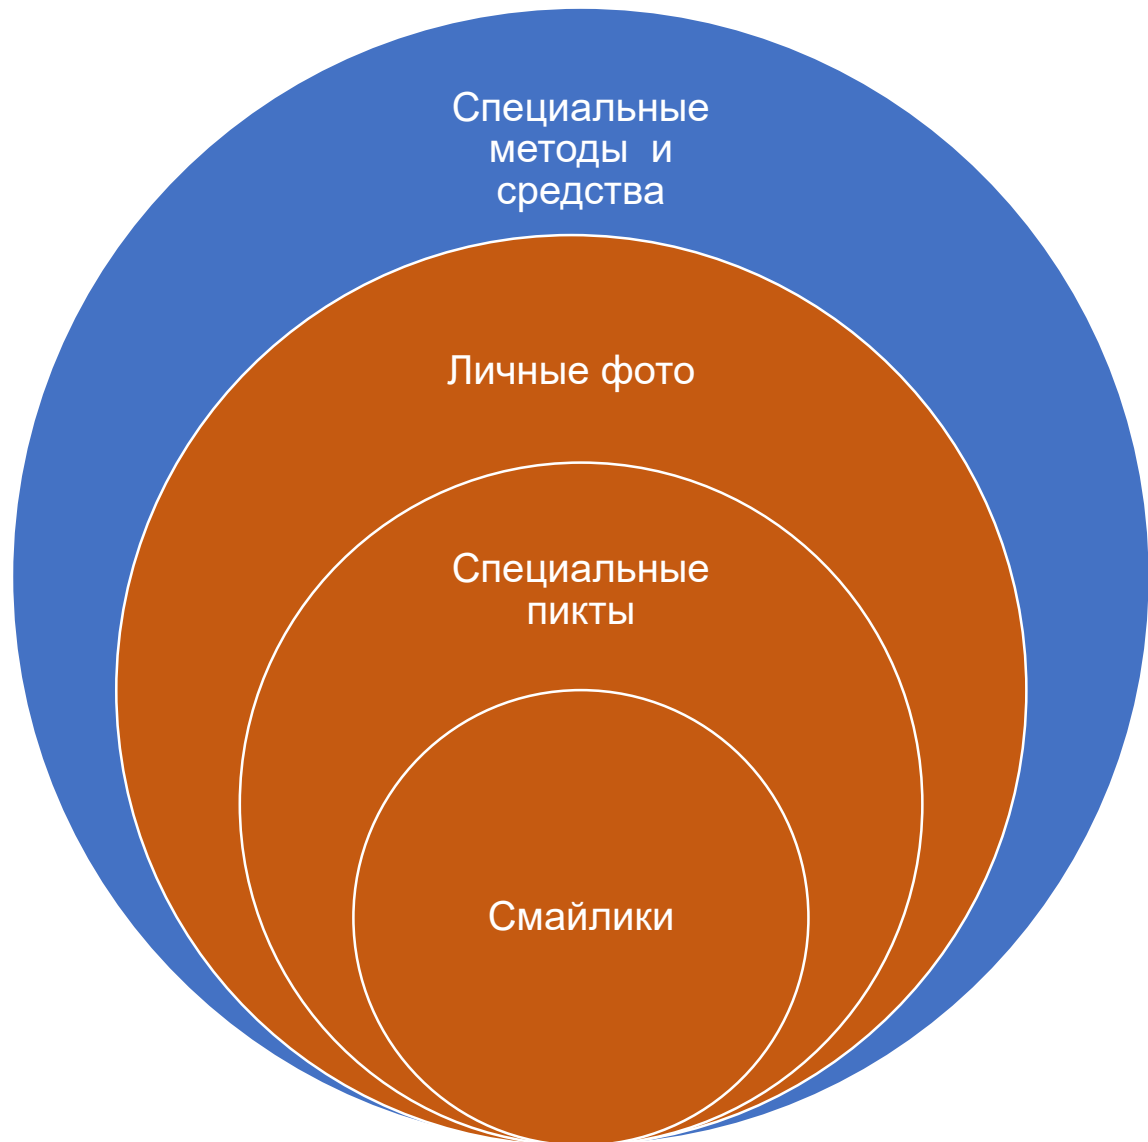 Специальные
методы  и
средства
Личные фото
Специальные
пикты
Смайлики